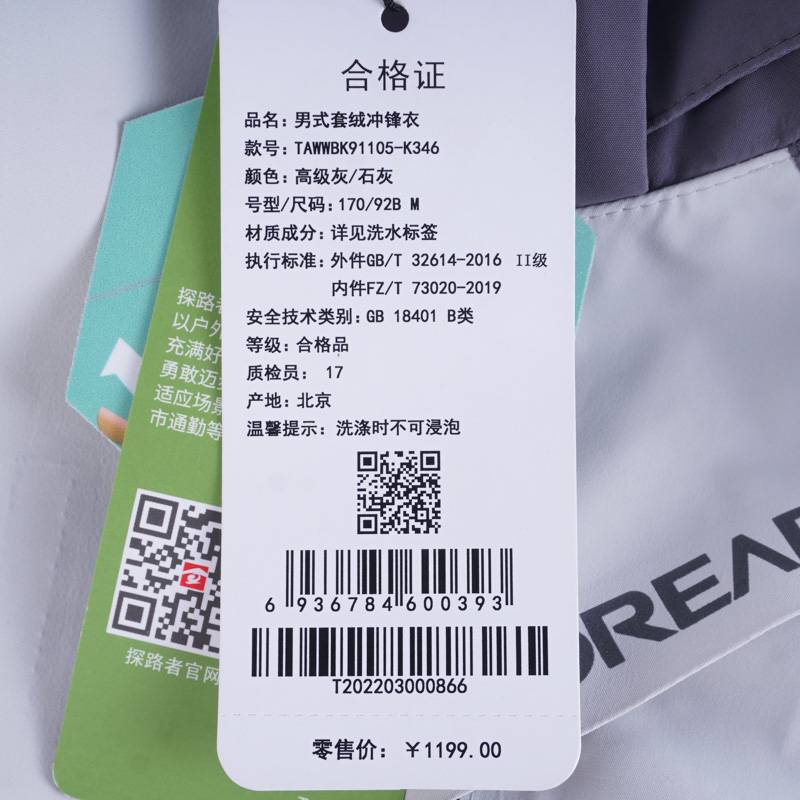 合格证
品名：男式套绒冲锋衣
款号：TAWWBK91105-K346
颜色：高级灰/石灰
号型/尺码：170/92B M
材质成分：详见洗水标签
执行标准：外件GB/T 32614-2016 II级
内件FZ/T 73020-2019
安全技术类别：GB 18401 B类
等级：合格品
质检员： 17
产地：北京
温馨提示：洗涤时不可浸泡
6 936784 600393
T202203000866
零售价：￥1199.00
探路者
以户外
充满好
勇敢迈
适应场景
市通勤等
探路者官网
OREAD